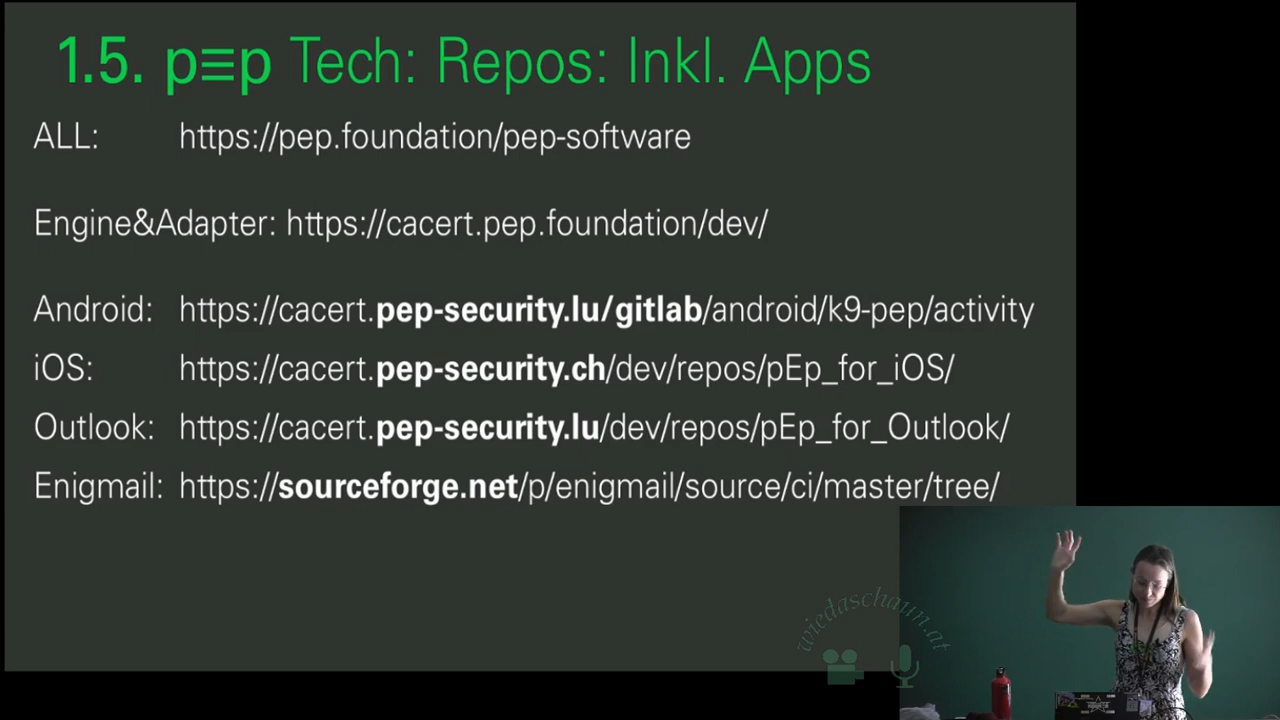 1.5. p≡p Tech: Repos: Inkl. Apps
ALL: https://pep.foundation/pep-software
Engine&Adapter: https://cacert.pep.foundation/dev/
Android: https://cacert.pep-security.lu/gitlab/android/k9-pep/activity
iOS: https://cacert.pep-security.ch/dev/repos/pEp_for_iOS/
Outlook: https://cacert.pep-security.lu/dev/repos/pEp_for_Outlook/
Enigmail: https://sourceforge.net/p/enigmail/source/ci/master/tree/
wiedaschaun.at